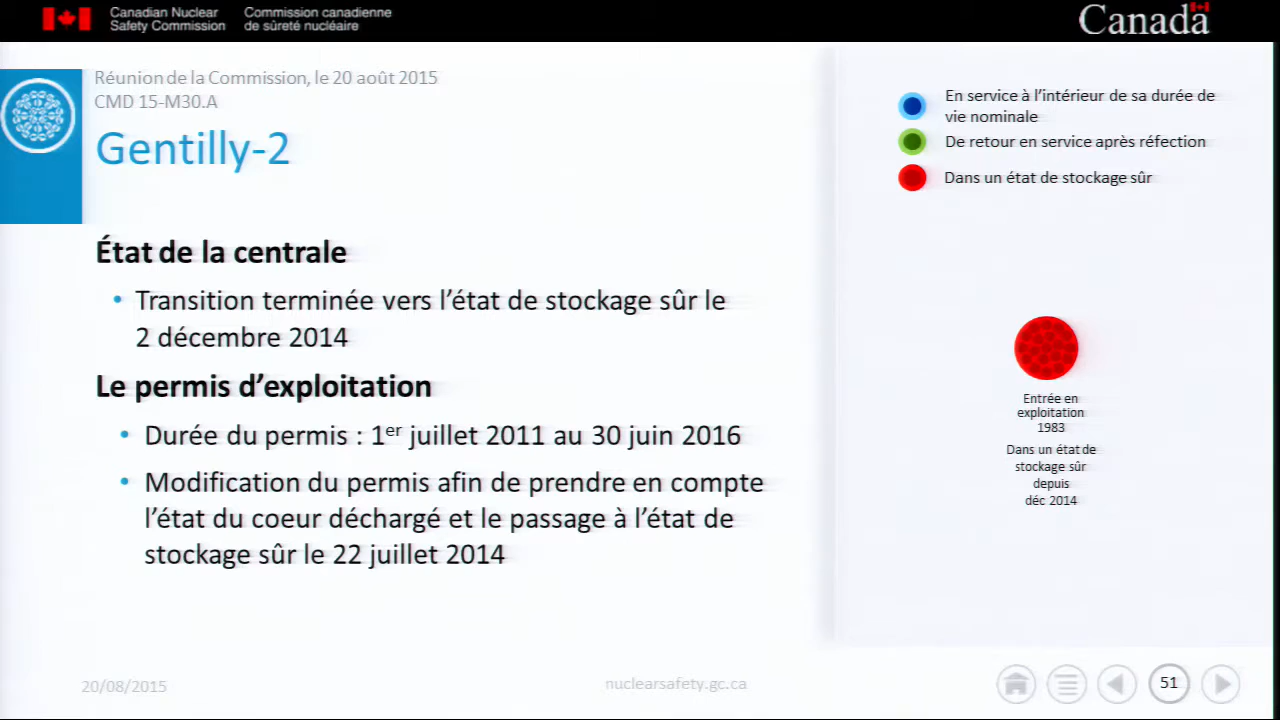 Canadian Nuclear
Safety Commission
Commission canadienne
de sûreté nucléaire
Canada
Réunion de la Commission, le 20 août 2015
CMD 15-M30.A
Gentilly-2
État de la centrale
• Transition terminée vers l'état de stockage sûr le
2 décembre 2014
Le permis d'exploitation
• Durée du permis : 1er juillet 2011 au 30 juin 2016
• Modification du permis afin de prendre en compte
l'état du coeur déchargé et le passage à l'état de
stockage sûr le 22 juillet 2014
En service à l'intérieur de sa durée de
vie nominale
De retour en service après réfection
Dans un état de stockage sûr
Entrée en
exploitation
1983
Dans un état de
stockage sûr
depuis
déc 2014
20/08/2015
nuclearsafety.gc.ca
51